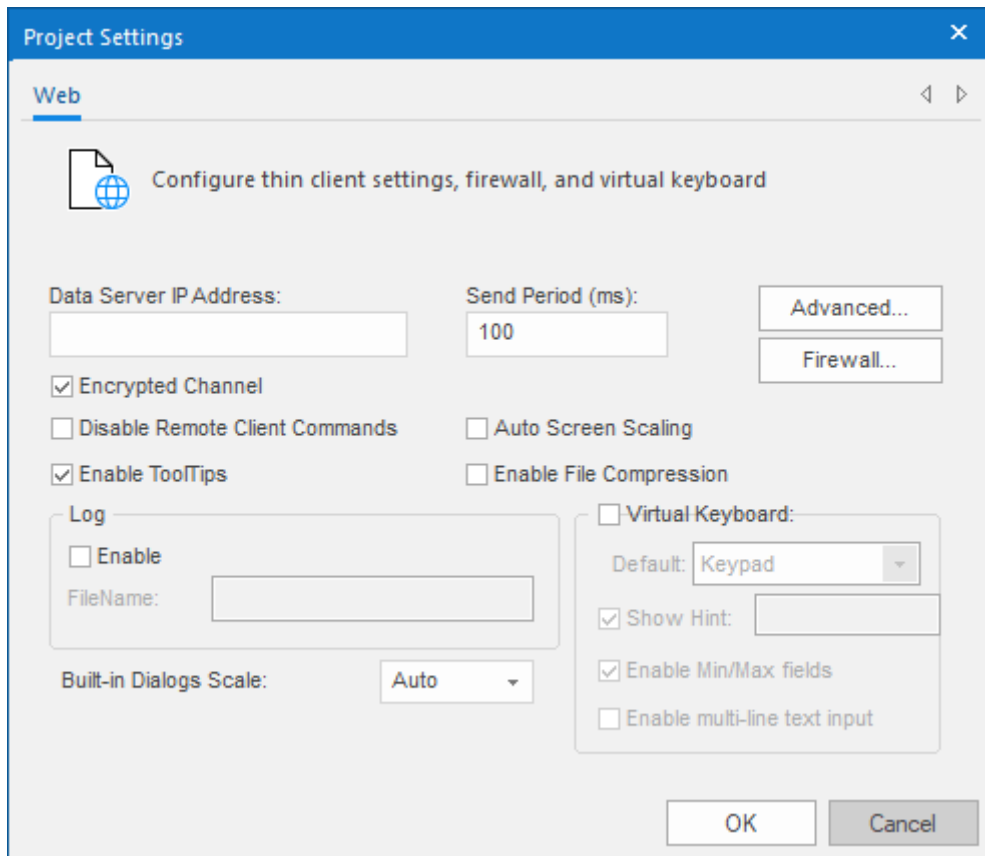 Project Settings
Web
Configure thin client settings, firewall, and virtual keyboard
Data Server IP Address:
Send Period (ms):
100
Advanced...
Firewall...
Encrypted Channel
Disable Remote Client Commands
Auto Screen Scaling
Enable ToolTips
Enable File Compression
Log
Enable
FileName:
Virtual Keyboard:
Default: Keypad
Show Hint:
Enable Min/Max fields
Enable multi-line text input
Built-in Dialogs Scale: Auto
OK
Cancel